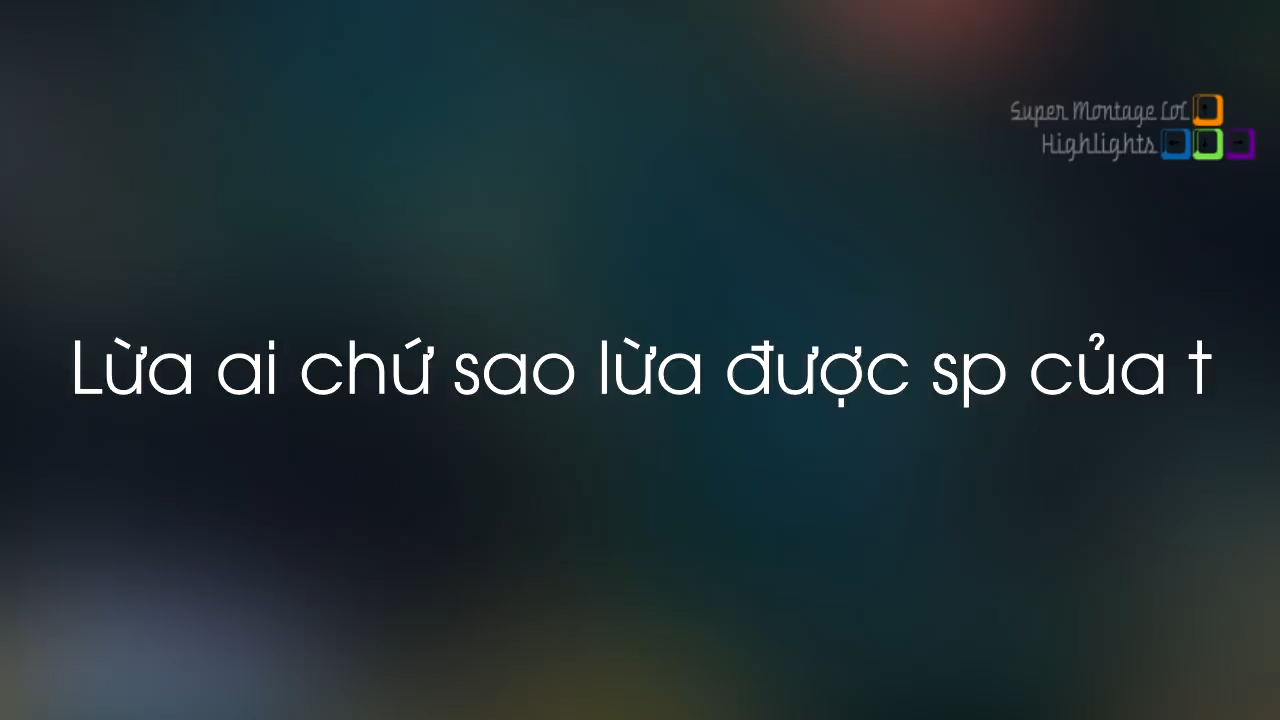 Super Montage LoL
Highlights
Lừa ai chứ sao lừa được sp của t